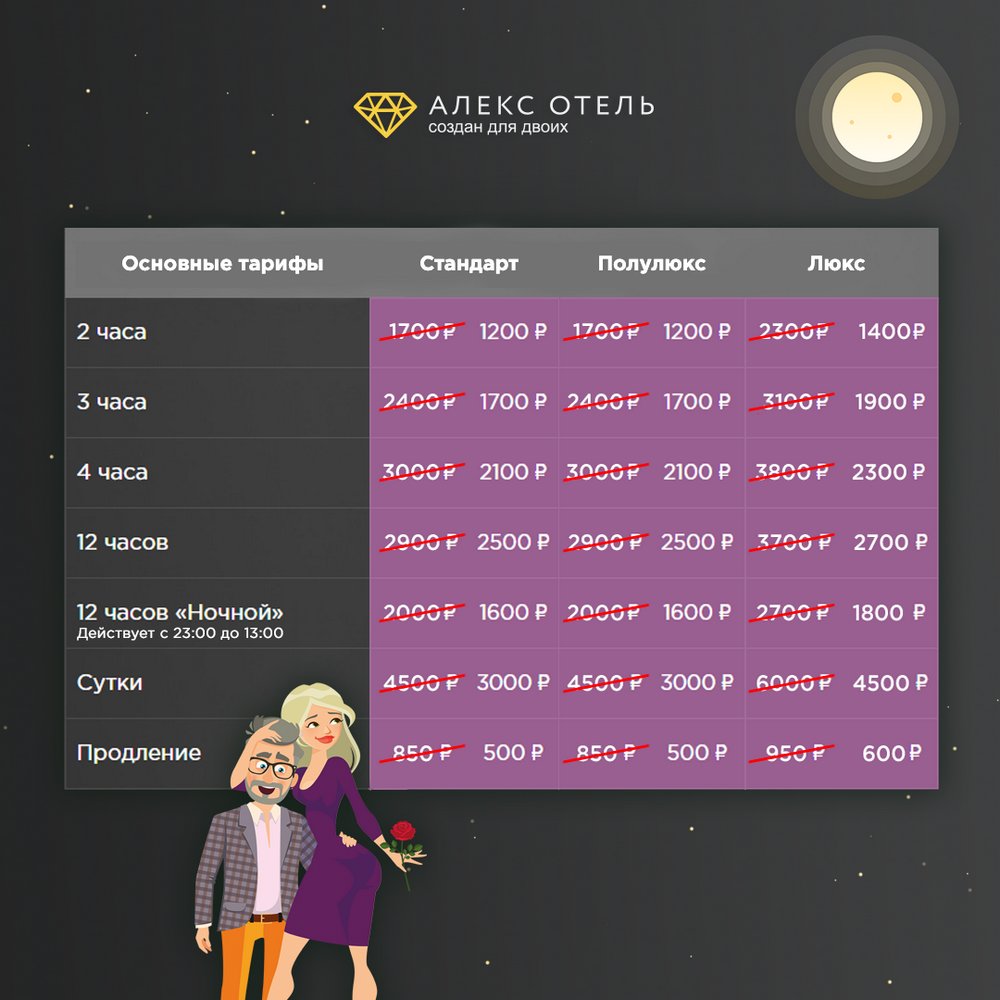 АЛЕКС ОТЕЛЬ
создан для двоих
Основные тарифы Стандарт Полулюкс Люкс
2 часа 1700₽ 1200 ₽ 1700₽ 1200 ₽ 2300₽ 1400₽
3 часа 2400₽ 1700 ₽ 2400₽ 1700 ₽ 3100₽ 1900 ₽
4 часа 3000₽ 2100 ₽ 3000₽ 2100 ₽ 3800₽ 2300 ₽
12 часов 2900₽ 2500 ₽ 2900₽ 2500 ₽ 3700₽ 2700 ₽
12 часов «Ночной» 2000₽ 1600 ₽ 2000₽ 1600 ₽ 2700₽ 1800 ₽
Действует с 23:00 до 13:00
Сутки 4500₽ 3000 ₽ 4500₽ 3000 ₽ 6000₽ 4500 ₽
Продление 850 ₽ 500 ₽ 850 ₽ 500 ₽ 950 ₽ 600₽